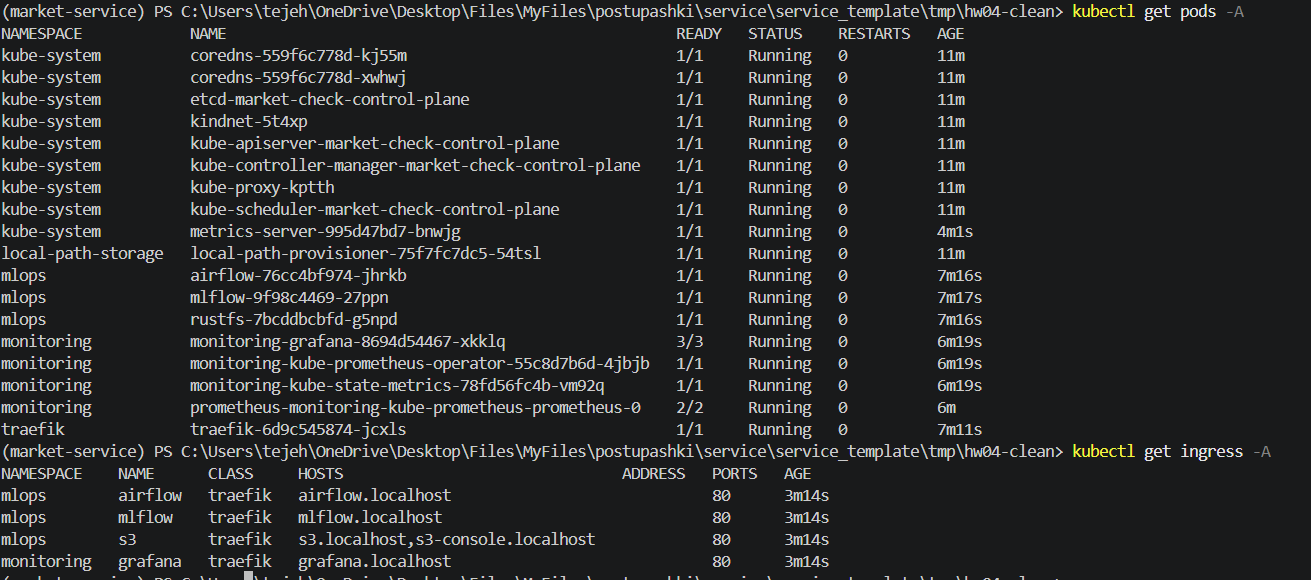 (market-service) PS C:\Users\tejeh\OneDrive\Desktop\Files\MyFiles\postupashki\service\service_template\tmp\hw04-clean> kubectl get pods -A
NAMESPACE NAME READY STATUS RESTARTS AGE
kube-system coredns-559f6c778d-kj55m 1/1 Running 0 11m
kube-system coredns-559f6c778d-xwhwj 1/1 Running 0 11m
kube-system etcd-market-check-control-plane 1/1 Running 0 11m
kube-system kindnet-5t4xp 1/1 Running 0 11m
kube-system kube-apiserver-market-check-control-plane 1/1 Running 0 11m
kube-system kube-controller-manager-market-check-control-plane 1/1 Running 0 11m
kube-system kube-proxy-kptth 1/1 Running 0 11m
kube-system kube-scheduler-market-check-control-plane 1/1 Running 0 11m
kube-system metrics-server-995d47bd7-bnwjg 1/1 Running 0 4m1s
local-path-storage local-path-provisioner-75f7fc7dc5-54tsl 1/1 Running 0 11m
mlops airflow-76cc4bf974-jhrkb 1/1 Running 0 7m16s
mlops mlflow-9f98c4469-27ppn 1/1 Running 0 7m17s
mlops rustfs-7bcddbcbfd-g5npd 1/1 Running 0 7m16s
monitoring monitoring-grafana-8694d54467-xkklq 3/3 Running 0 6m19s
monitoring monitoring-kube-prometheus-operator-55c8d7b6d-4jbjb 1/1 Running 0 6m19s
monitoring monitoring-kube-state-metrics-78fd56fc4b-vm92q 1/1 Running 0 6m19s
monitoring prometheus-monitoring-kube-prometheus-prometheus-0 2/2 Running 0 6m
traefik traefik-6d9c545874-jcxls 1/1 Running 0 7m11s
(market-service) PS C:\Users\tejeh\OneDrive\Desktop\Files\MyFiles\postupashki\service\service_template\tmp\hw04-clean> kubectl get ingress -A
NAMESPACE NAME CLASS HOSTS ADDRESS PORTS AGE
mlops airflow traefik airflow.localhost 80 3m14s
mlops mlflow traefik mlflow.localhost 80 3m14s
mlops s3 traefik s3.localhost,s3-console.localhost 80 3m14s
monitoring grafana traefik grafana.localhost 80 3m14s